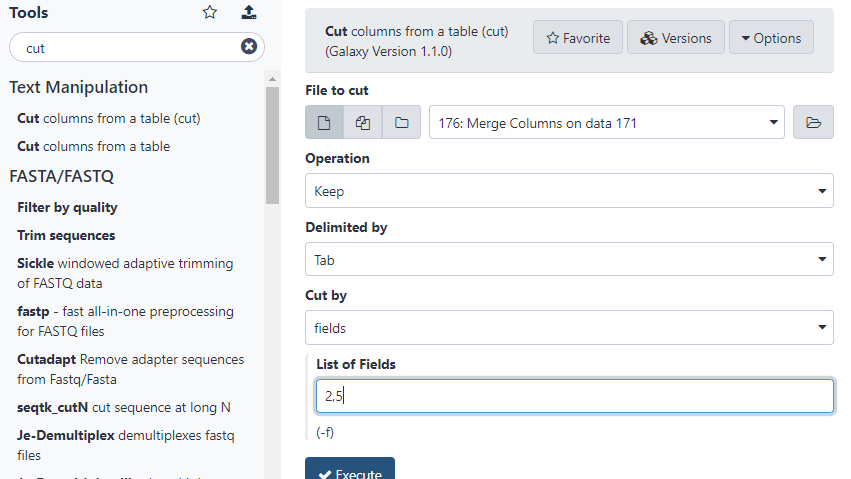 Tools
cut
Text Manipulation
Cut columns from a table (cut)
Cut columns from a table
FASTA/FASTQ
Filter by quality
Trim sequences
Sickle windowed adaptive trimming
of FASTQ data
fastp - fast all-in-one preprocessing
for FASTQ files
Cutadapt Remove adapter sequences
from Fastq/Fasta
seqtk_cutN cut sequence at long N
Je-Demultiplex demultiplexes fastq
files
Cut columns from a table (cut)
(Galaxy Version 1.1.0)
Favorite
Versions
Options
File to cut
176: Merge Columns on data 171
Operation
Keep
Delimited by
Tab
Cut by
fields
List of Fields
2,5
(-f)
Execute